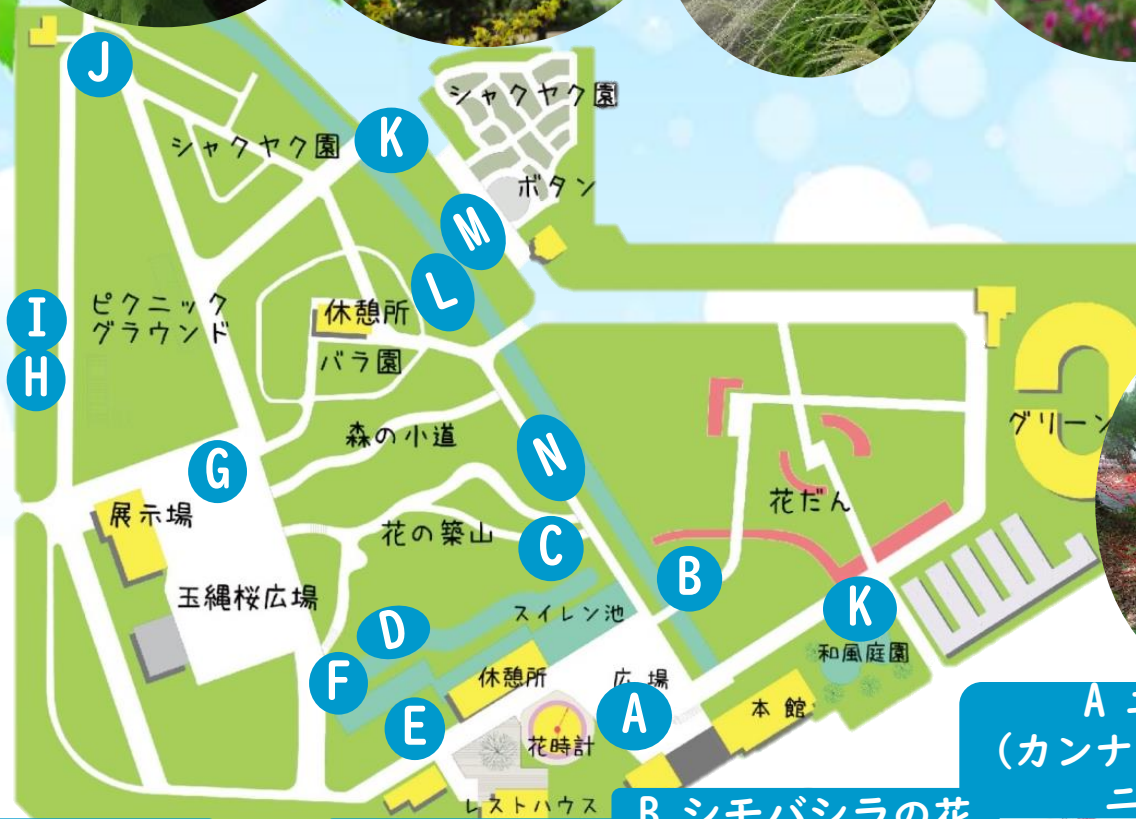 J
シャクヤク園
シャクヤク園
K
ボタン
M
L
I
ピクニック
グラウンド
休憩所
H
バラ園
森の小道
グリーン
G
N
展示場
花の築山
花だん
C
B
玉縄桜広場
スイレン池
K
D
和風庭園
F
休憩所
広場
E
A
本館
花時計
レストハウス
A
(カンナ
B シモバシラの花